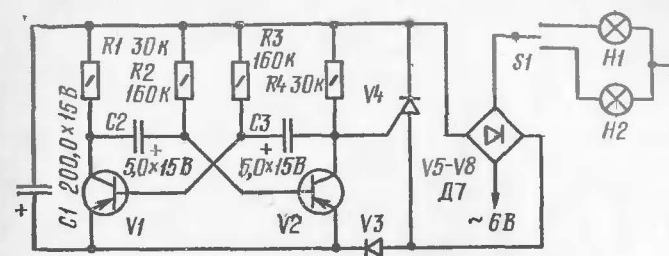 R1 30к
R2
160к
R3
160к
R4 30к
V4
S1
H1
H2
C1 200,0×15В
C2
5,0×15В
C3
5,0×15В
V5-V8
Д7
~6В
V1
V2
V3
+
+
+